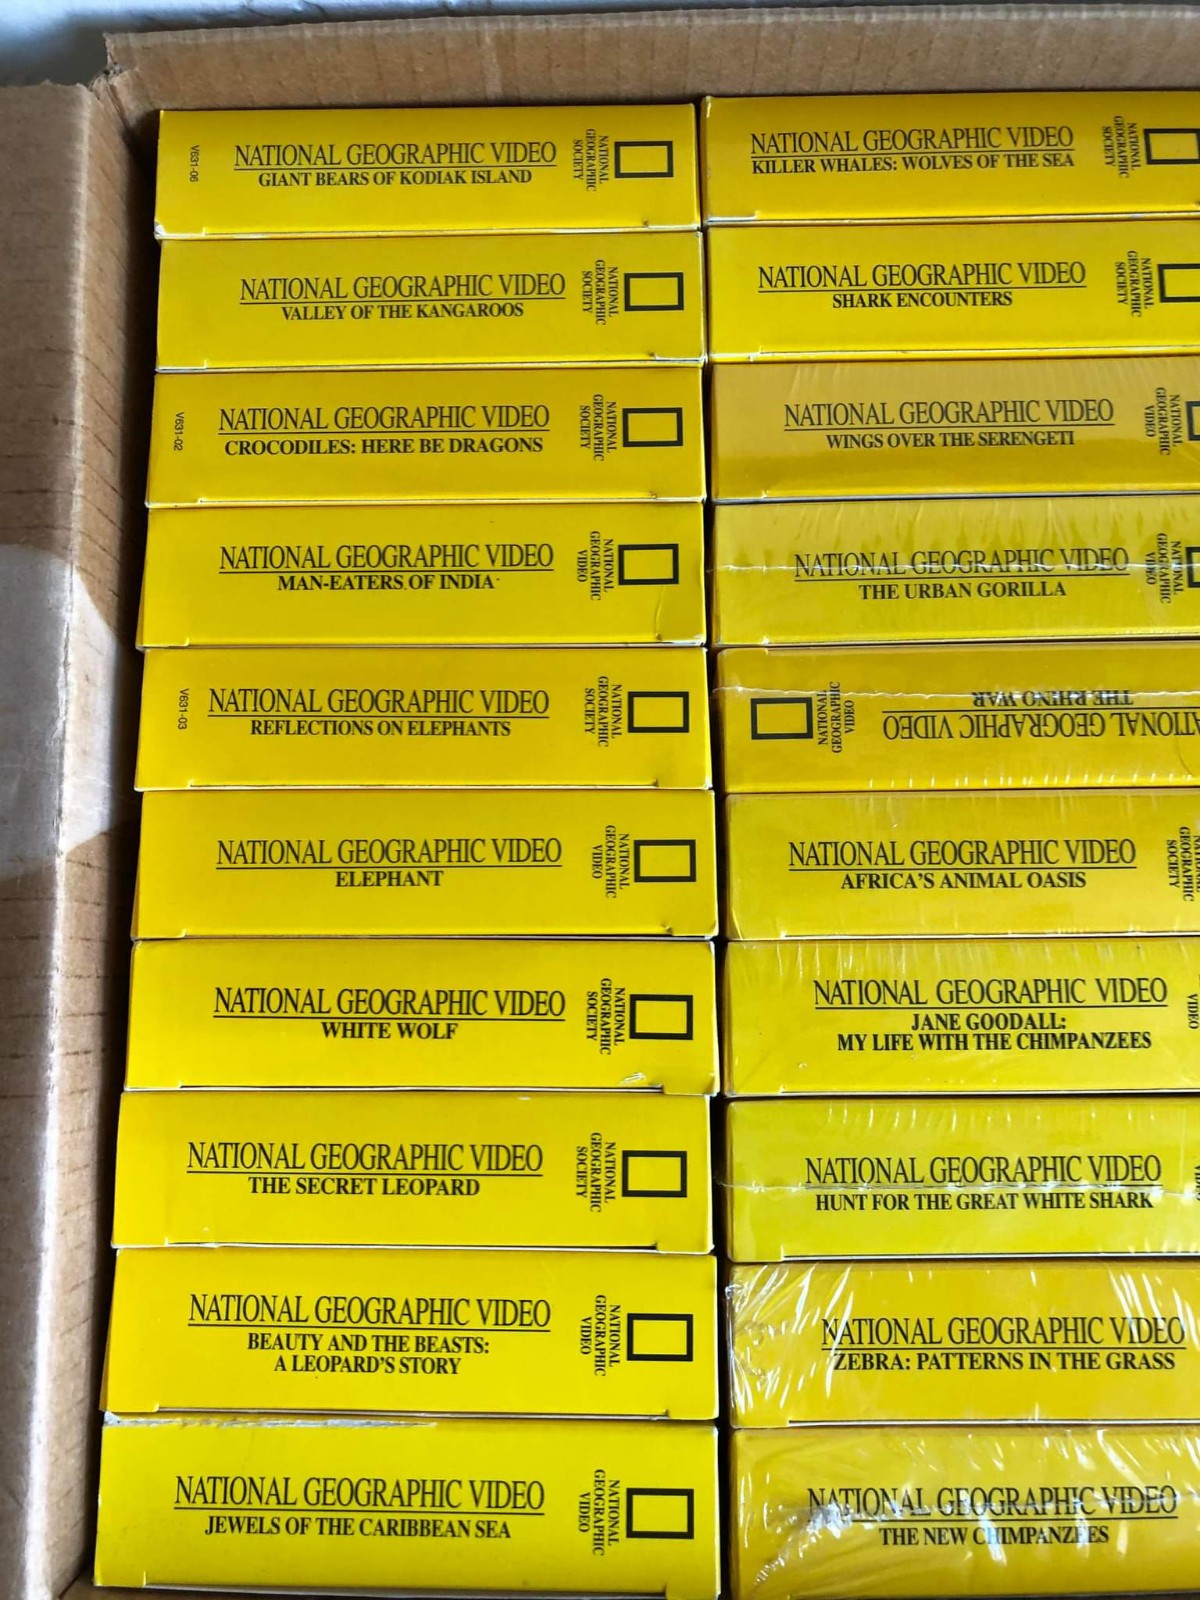 V631-06
NATIONAL GEOGRAPHIC VIDEO
GIANT BEARS OF KODIAK ISLAND
NATIONAL
GEOGRAPHIC
SOCIETY
NATIONAL GEOGRAPHIC VIDEO
VALLEY OF THE KANGAROOS
NATIONAL
GEOGRAPHIC
SOCIETY
V631-02
NATIONAL GEOGRAPHIC VIDEO
CROCODILES: HERE BE DRAGONS
NATIONAL
GEOGRAPHIC
SOCIETY
NATIONAL GEOGRAPHIC VIDEO
MAN-EATERS OF INDIA
NATIONAL
GEOGRAPHIC
VIDEO
V631-03
NATIONAL GEOGRAPHIC VIDEO
REFLECTIONS ON ELEPHANTS
NATIONAL
GEOGRAPHIC
SOCIETY
NATIONAL GEOGRAPHIC VIDEO
ELEPHANT
NATIONAL
GEOGRAPHIC
VIDEO
NATIONAL GEOGRAPHIC VIDEO
WHITE WOLF
NATIONAL
GEOGRAPHIC
SOCIETY
NATIONAL GEOGRAPHIC VIDEO
THE SECRET LEOPARD
NATIONAL
GEOGRAPHIC
SOCIETY
NATIONAL GEOGRAPHIC VIDEO
BEAUTY AND THE BEASTS:
A LEOPARD'S STORY
NATIONAL
GEOGRAPHIC
VIDEO
NATIONAL GEOGRAPHIC VIDEO
JEWELS OF THE CARIBBEAN SEA
NATIONAL
GEOGRAPHIC
VIDEO
NATIONAL GEOGRAPHIC VIDEO
KILLER WHALES: WOLVES OF THE SEA
NATIONAL
GEOGRAPHIC
SOCIETY
NATIONAL GEOGRAPHIC VIDEO
SHARK ENCOUNTERS
NATIONAL
GEOGRAPHIC
SOCIETY
NATIONAL GEOGRAPHIC VIDEO
WINGS OVER THE SERENGETI
NATIONAL
GEOGRAPHIC
VIDEO
NATIONAL GEOGRAPHIC VIDEO
THE URBAN GORILLA
NATIONAL
GEOGRAPHIC
VIDEO
NATIONAL GEOGRAPHIC VIDEO
THE RHINO WAR
NATIONAL
GEOGRAPHIC
VIDEO
NATIONAL GEOGRAPHIC VIDEO
AFRICA'S ANIMAL OASIS
GEOGRAPHIC
SOCIETY
NATIONAL GEOGRAPHIC VIDEO
JANE GOODALL:
MY LIFE WITH THE CHIMPANZEES
VIDEO
NATIONAL GEOGRAPHIC VIDEO
HUNT FOR THE GREAT WHITE SHARK
NATIONAL GEOGRAPHIC VIDEO
ZEBRA: PATTERNS IN THE GRASS
NATIONAL GEOGRAPHIC VIDEO
THE NEW CHIMPANZEES